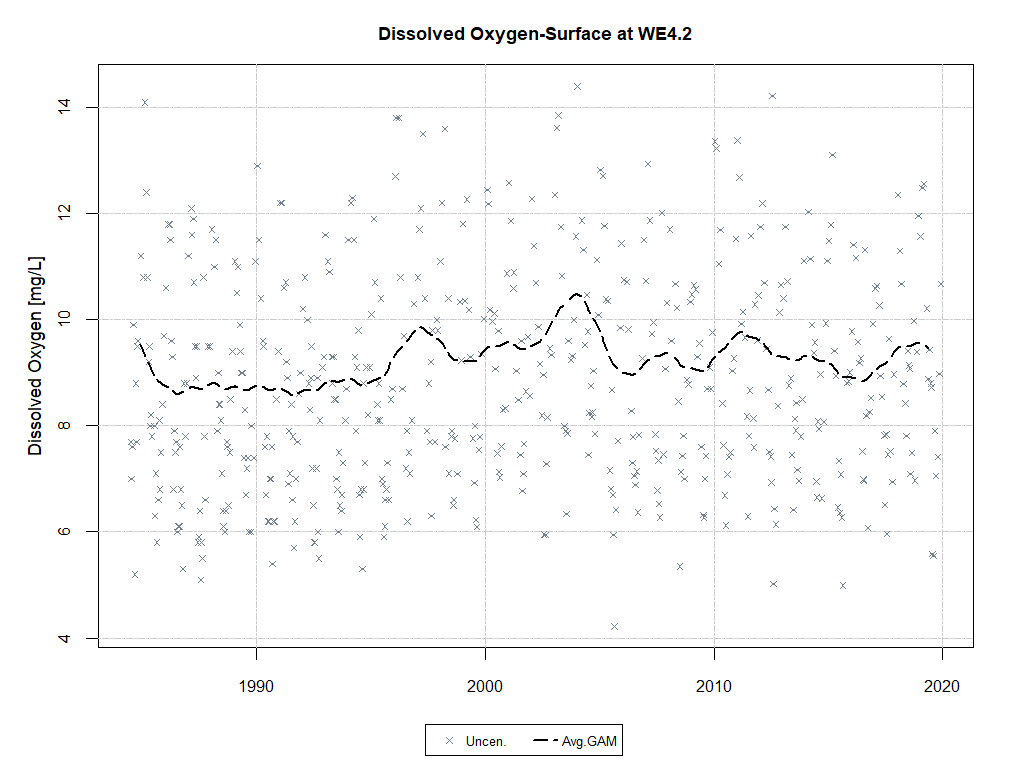 Dissolved Oxygen-Surface at WE4.2
Dissolved Oxygen [mg/L]
14
12
10
8
6
4
1990 2000 2010 2020
Uncen. Avg.GAM